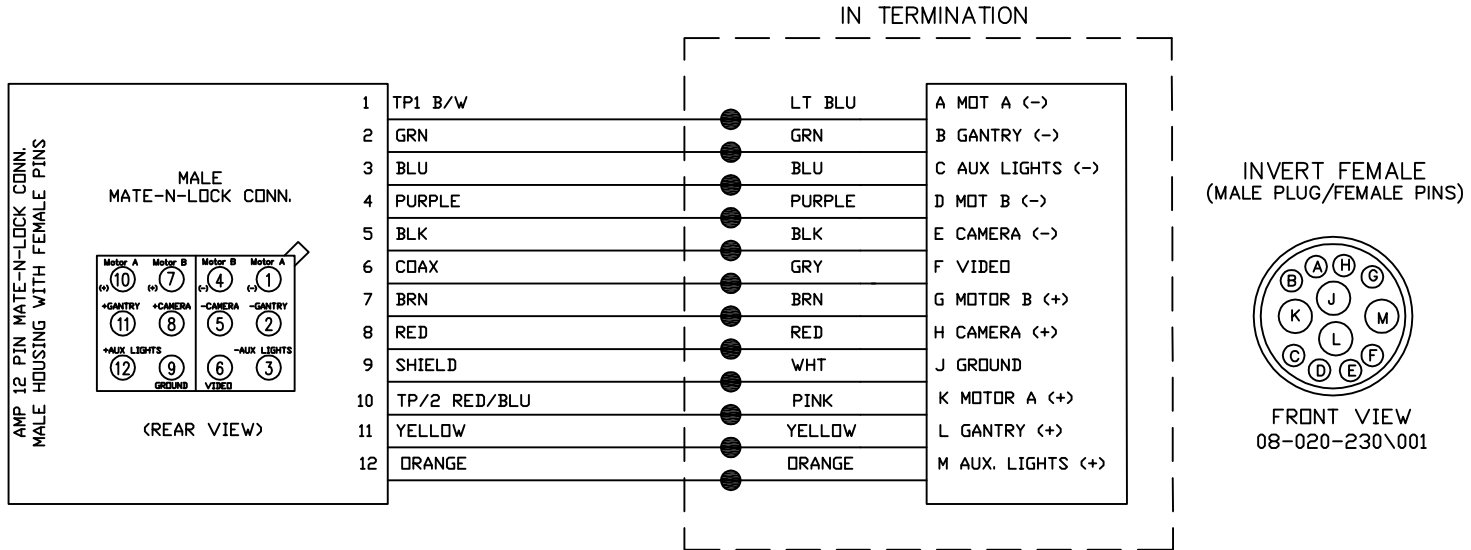 IN TERMINATION
AMP 12 PIN MATE-N-LOCK CONN.
MALE HOUSING WITH FEMALE PINS
MALE
MATE-N-LOCK CONN.
Motor A Motor B Motor B Motor A
(+) 10 (+) 7 (-) 4 (-) 1
+GANTRY +CAMERA -CAMERA -GANTRY
11 8 5 2
+AUX LIGHTS -AUX LIGHTS
12 9 6 3
GROUND VIDEO
(REAR VIEW)
1 TP1 B/W LT BLU A MOT A (-)
2 GRN GRN B GANTRY (-)
3 BLU BLU C AUX LIGHTS (-)
4 PURPLE PURPLE D MOT B (-)
5 BLK BLK E CAMERA (-)
6 COAX GRY F VIDEO
7 BRN BRN G MOTOR B (+)
8 RED RED H CAMERA (+)
9 SHIELD WHT J GROUND
10 TP/2 RED/BLU PINK K MOTOR A (+)
11 YELLOW YELLOW L GANTRY (+)
12 ORANGE ORANGE M AUX. LIGHTS (+)
INVERT FEMALE
(MALE PLUG/FEMALE PINS)
A H
B G
J
K M
L
C F
D E
FRONT VIEW
08-020-230\001